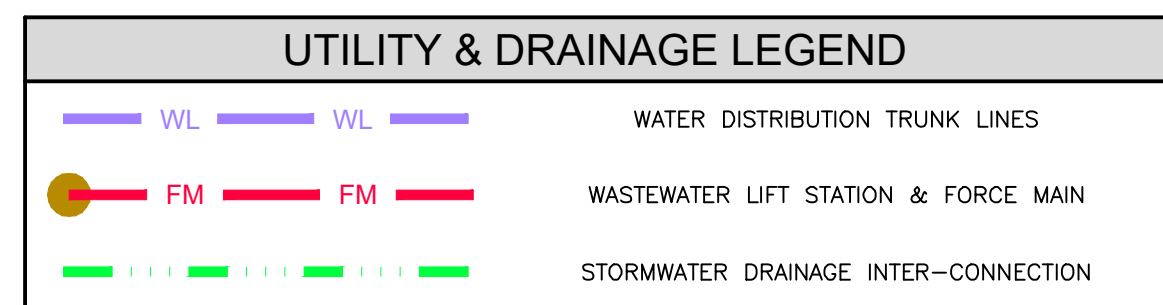 UTILITY & DRAINAGE LEGEND
WL WL WATER DISTRIBUTION TRUNK LINES
FM FM WASTEWATER LIFT STATION & FORCE MAIN
STORMWATER DRAINAGE INTER-CONNECTION